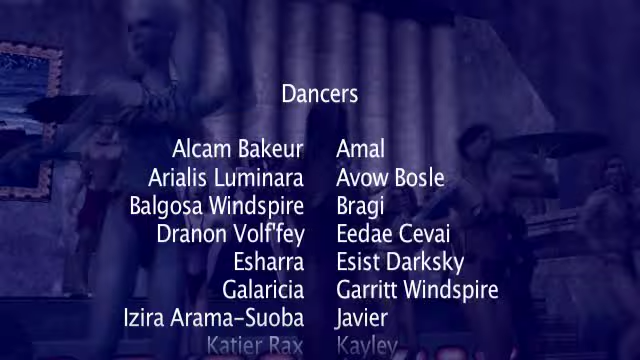 Dancers
Alcam Bakeur Amal
Arialis Luminara Avow Bosle
Balgosa Windspire Bragi
Dranon Volf'fey Eedae Cevai
Esharra Esist Darksky
Galaricia Garritt Windspire
Izira Arama-Suoba Javier
Katier Rax Kayley